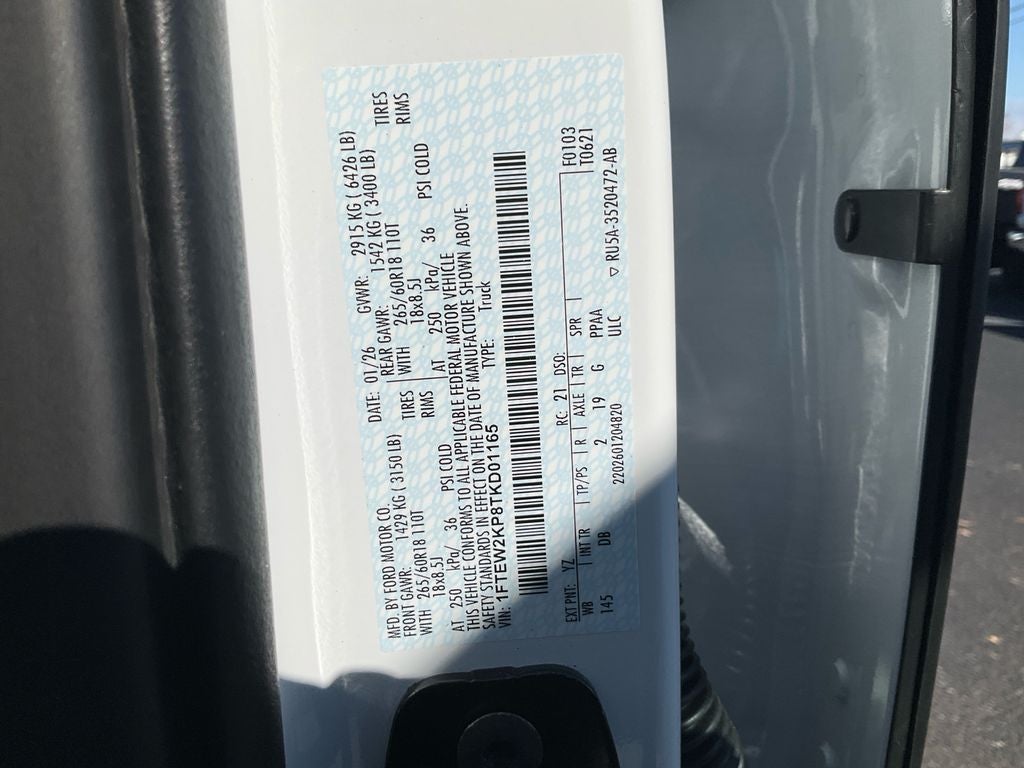 MFD. BY FORD MOTOR CO. DATE: 01/26 GVWR: 2915 KG ( 6426 LB)
FRONT GAWR: 1429 KG ( 3150 LB) REAR GAWR: 1542 KG ( 3400 LB)
WITH 265/60R18 110T TIRES WITH 265/60R18 110T TIRES
18x8.5J RIMS 18x8.5J RIMS
AT 250 kPa/ 36 PSI COLD AT 250 kPa/ 36 PSI COLD
THIS VEHICLE CONFORMS TO ALL APPLICABLE FEDERAL MOTOR VEHICLE
SAFETY STANDARDS IN EFFECT ON THE DATE OF MANUFACTURE SHOWN ABOVE.
VIN: 1FTEW2KP8TKD01165 TYPE: Truck
EXT PNT: YZ RC: 21 DSO: F0103
WB INT TR TP/PS R AXLE TR SPR T0621
145 DB 2 19 G PPAA
ULC
2202601204820 ▽ RU5A-3520472-AB